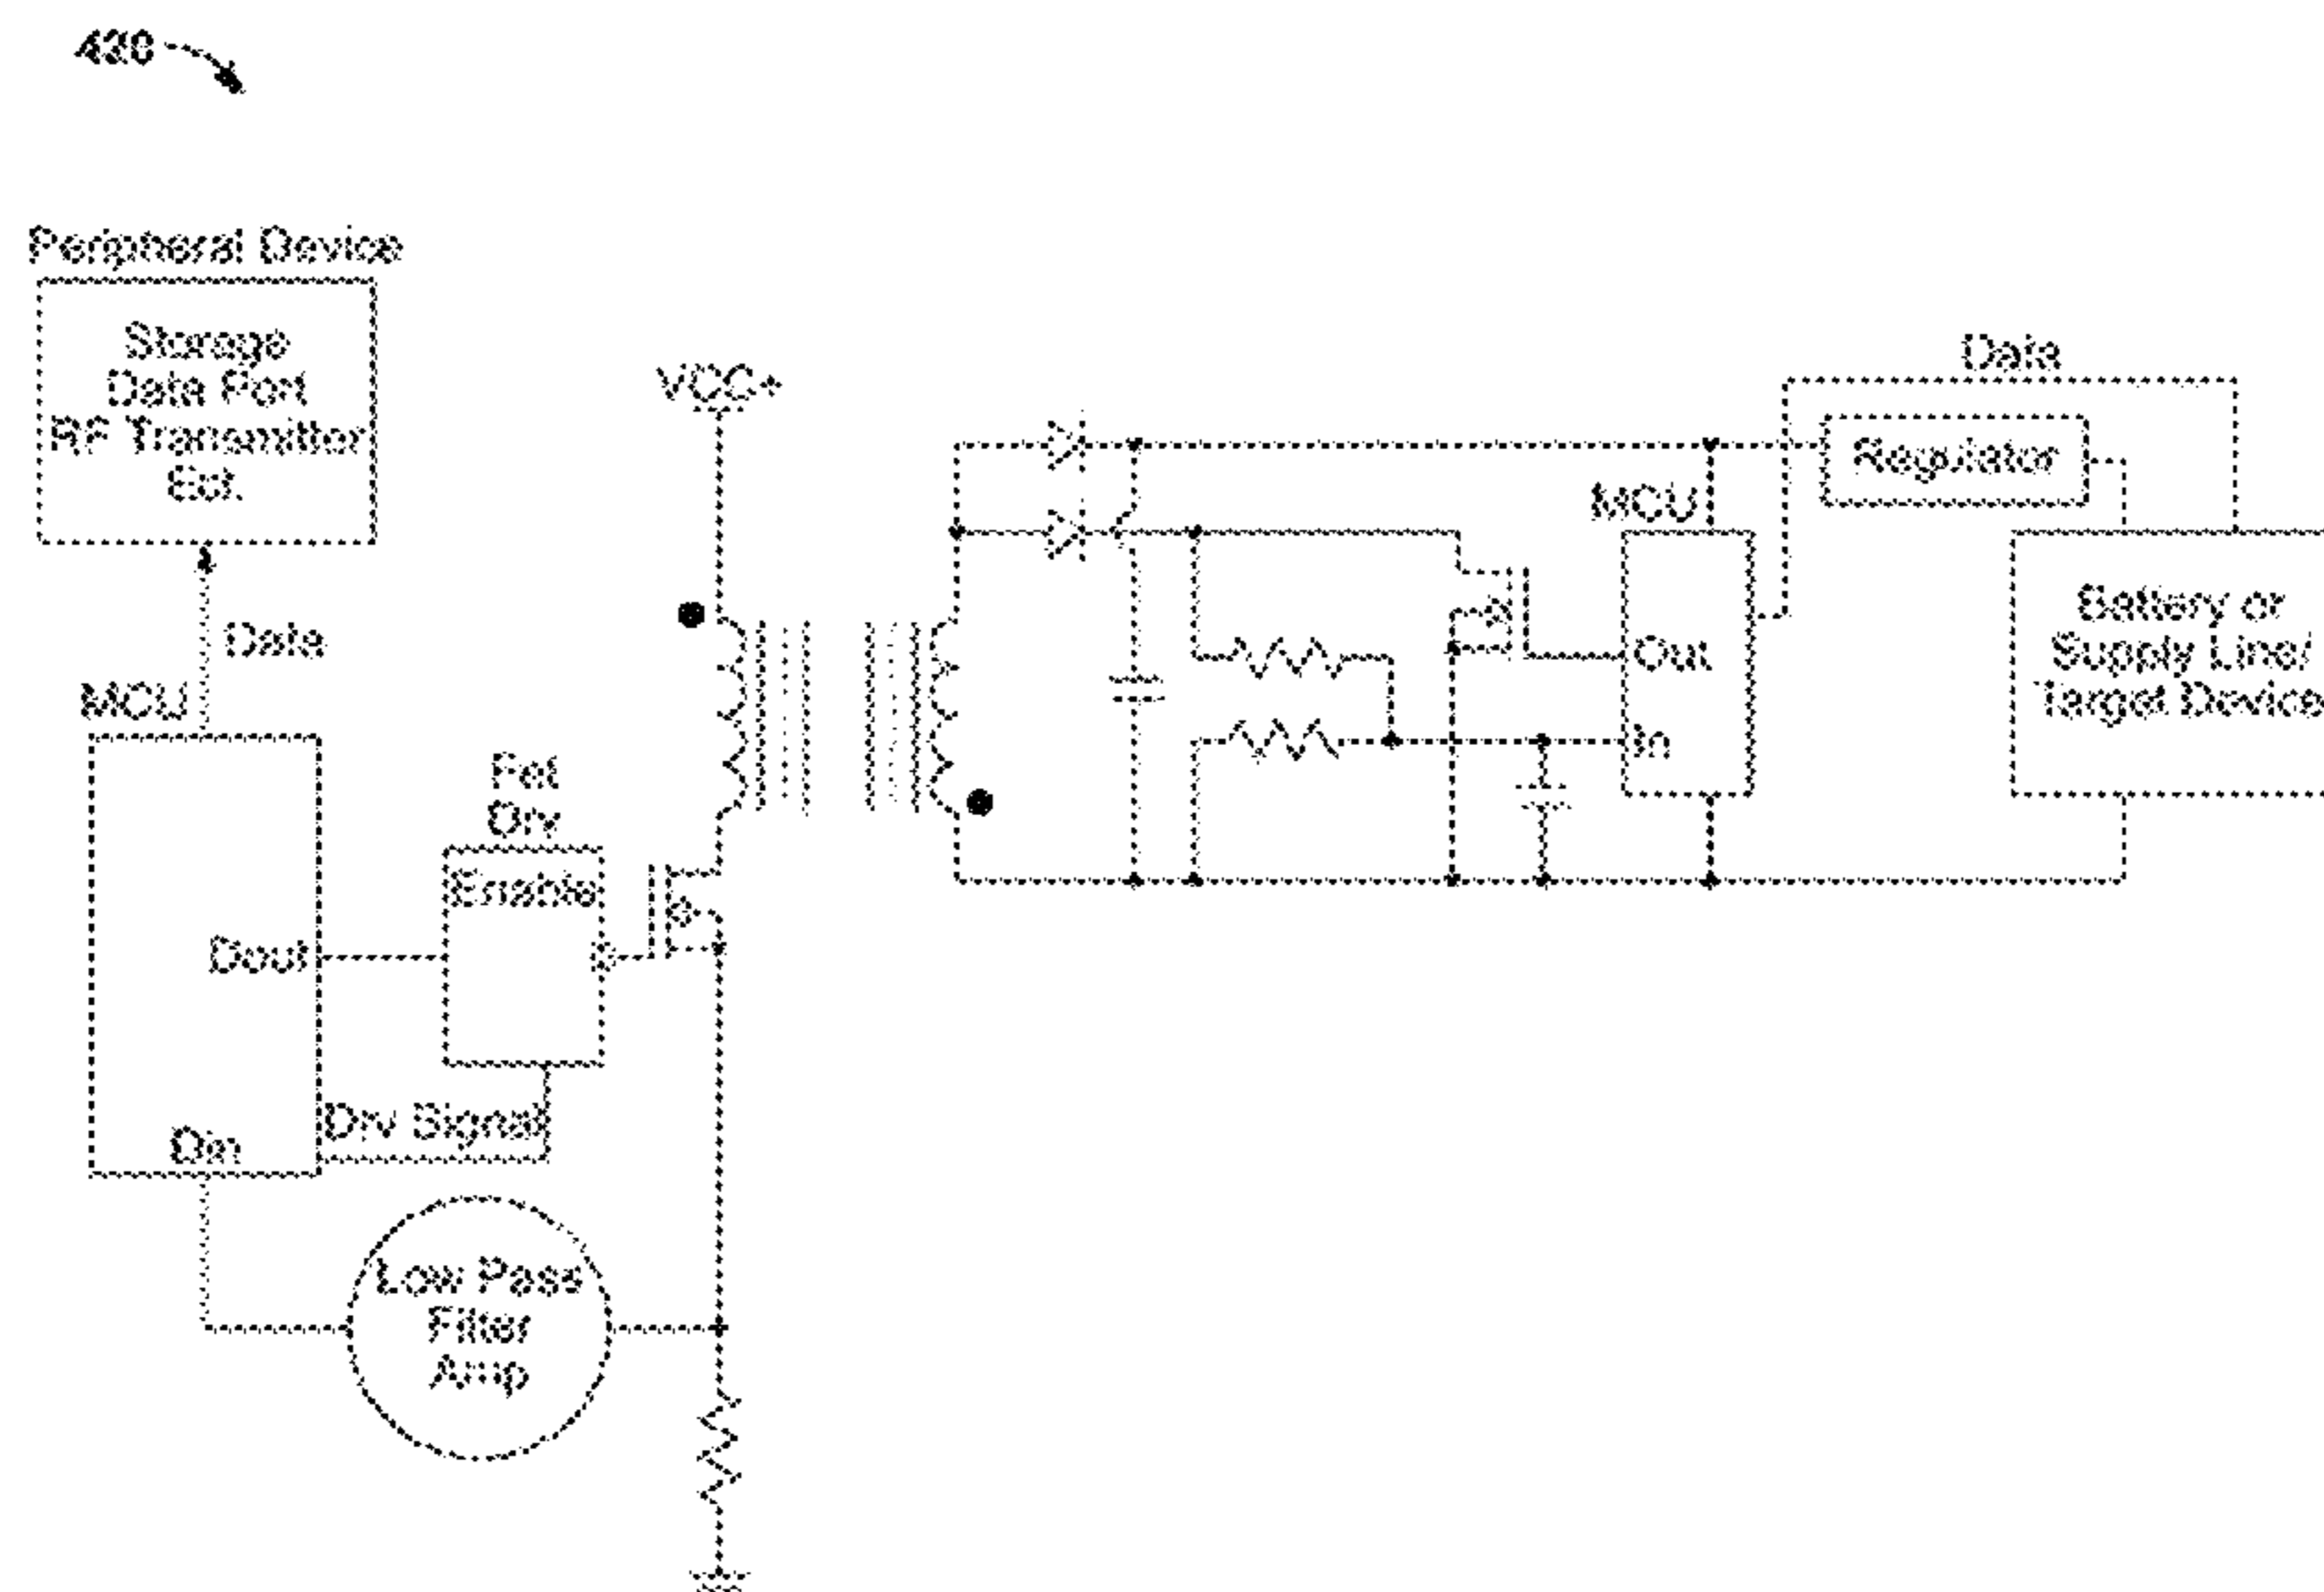 430
Peripheral Device
Storage
Data Port
RF Transmitter
Ect.
Data
MCU
Dout
Din
Fet
Drv
Enable
Drv Signal
Low Pass
Filter
Amp
VCC+
Data
Regulator
MCU
Out
In
Battery or
Supply Line/
Target Device